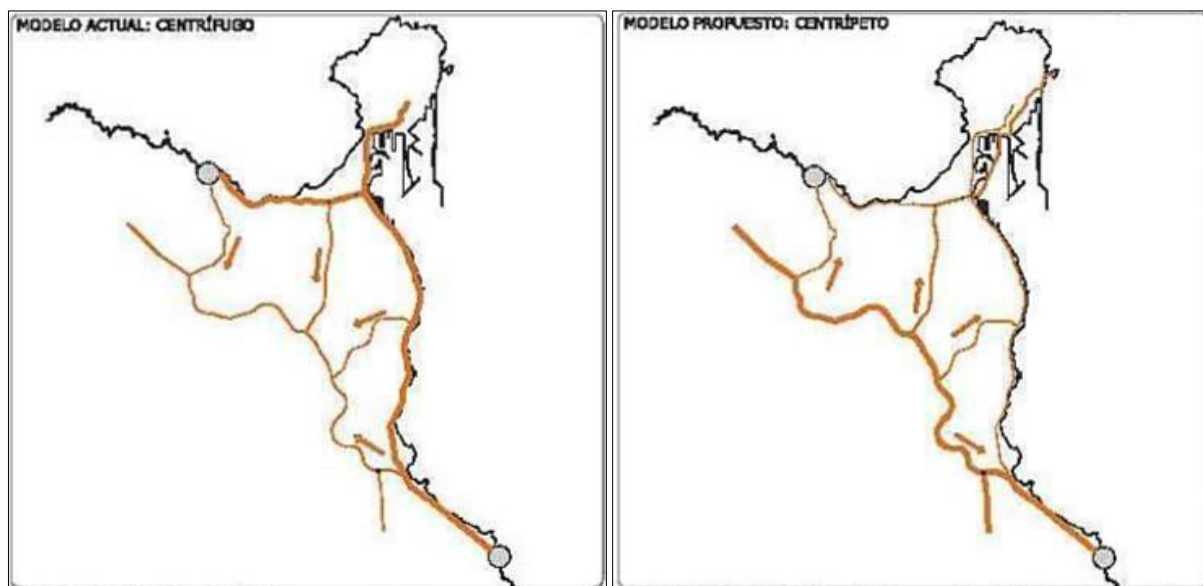 MODELO ACTUAL: CENTRÍFUGO
MODELO PROPUESTO: CENTRÍPETO